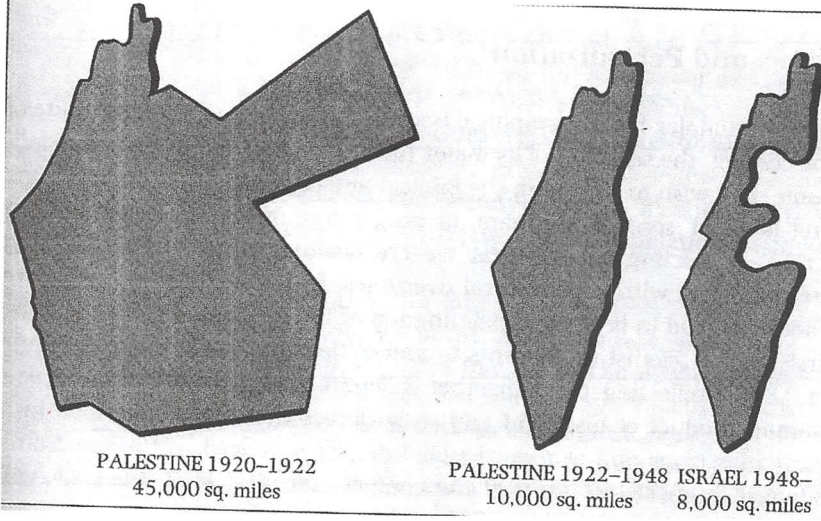 PALESTINE 1920–1922
45,000 sq. miles
PALESTINE 1922–1948
10,000 sq. miles
ISRAEL 1948–
8,000 sq. miles